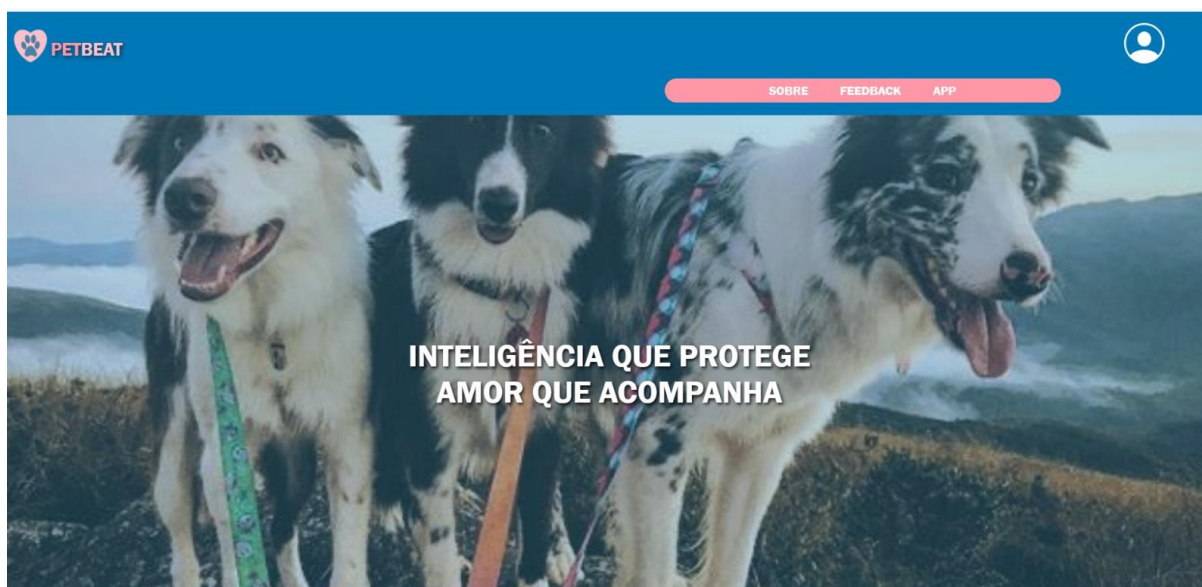 PETBEAT
SOBRE FEEDBACK APP
INTELIGÊNCIA QUE PROTEGE
AMOR QUE ACOMPANHA